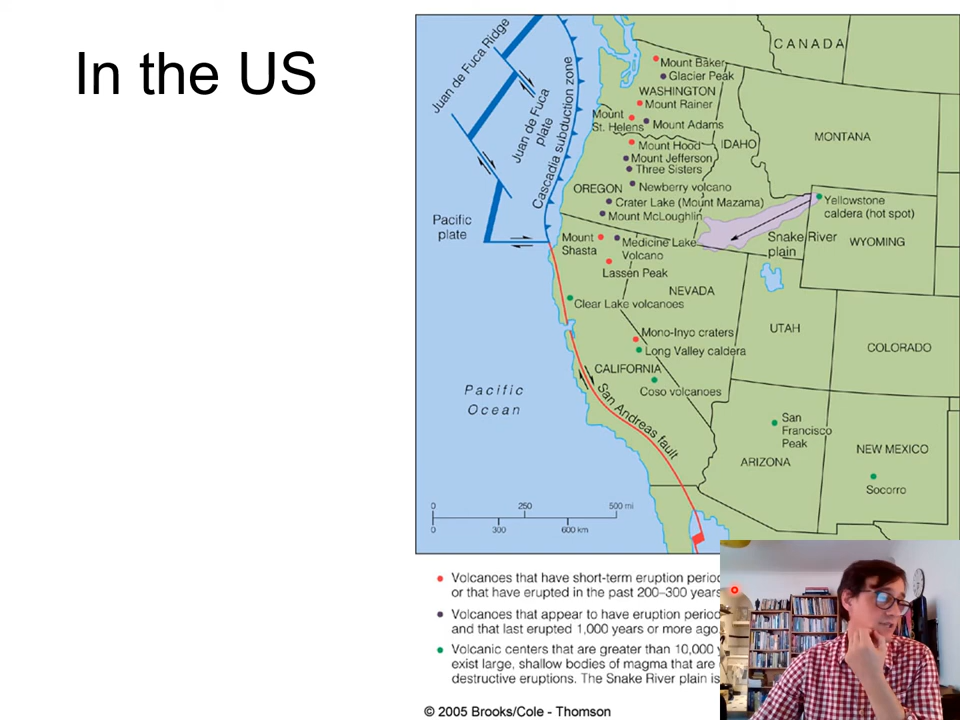 In the US
CANADA
Juan de Fuca Ridge
Juan de Fuca
plate
Cascadia subduction zone
Mount Baker
Glacier Peak
WASHINGTON
Mount Rainer
Mount
St. Helens
Mount Adams
Mount Hood
IDAHO
MONTANA
Mount Jefferson
Three Sisters
OREGON
Newberry volcano
Crater Lake (Mount Mazama)
Mount McLoughlin
Yellowstone
caldera (hot spot)
Pacific
plate
Mount
Shasta
Medicine Lake
Volcano
Snake River
plain
WYOMING
Lassen Peak
NEVADA
Clear Lake volcanoes
Mono-Inyo craters
UTAH
Long Valley caldera
COLORADO
CALIFORNIA
Coso volcanoes
Pacific
Ocean
San Andreas fault
San
Francisco
Peak
NEW MEXICO
ARIZONA
Socorro
0 250 500 mi
0 300 600 km
Volcanoes that have short-term eruption
or that have erupted in the past 200–300 years
Volcanoes that appear to have eruption
and that last erupted 1,000 years or more ago
Volcanic centers that are greater than 10,000
exist large, shallow bodies of magma that are
destructive eruptions. The Snake River plain is
© 2005 Brooks/Cole - Thomson